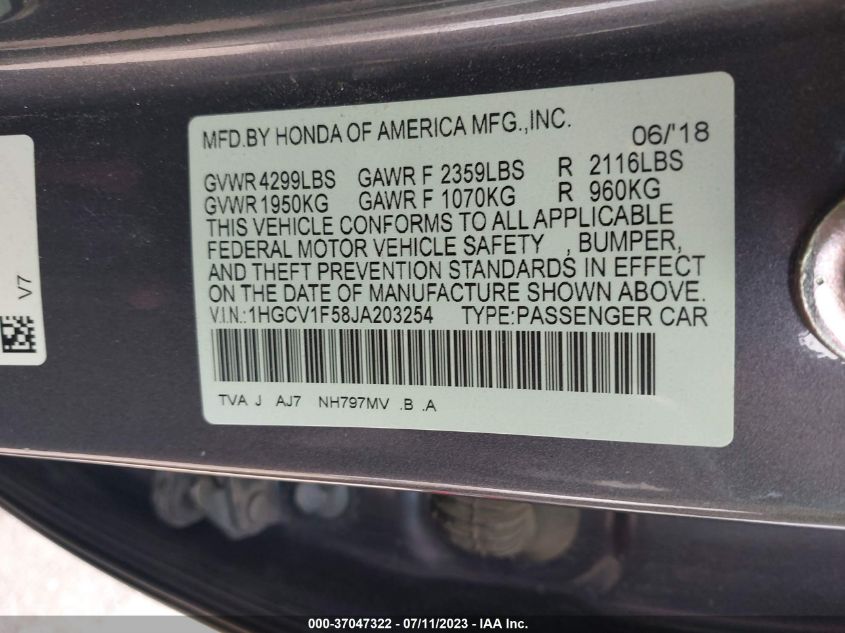 MFD.BY HONDA OF AMERICA MFG.,INC. 06/'18
GVWR 4299LBS GAWR F 2359LBS R 2116LBS
GVWR 1950KG GAWR F 1070KG R 960KG
THIS VEHICLE CONFORMS TO ALL APPLICABLE
FEDERAL MOTOR VEHICLE SAFETY , BUMPER,
AND THEFT PREVENTION STANDARDS IN EFFECT
ON THE DATE OF MANUFACTURE SHOWN ABOVE.
V.I.N.:1HGCV1F58JA203254 TYPE:PASSENGER CAR
TVA J AJ7 NH797MV .B .A
V7
000-37047322 / 07/11/2023 - IAA Inc.